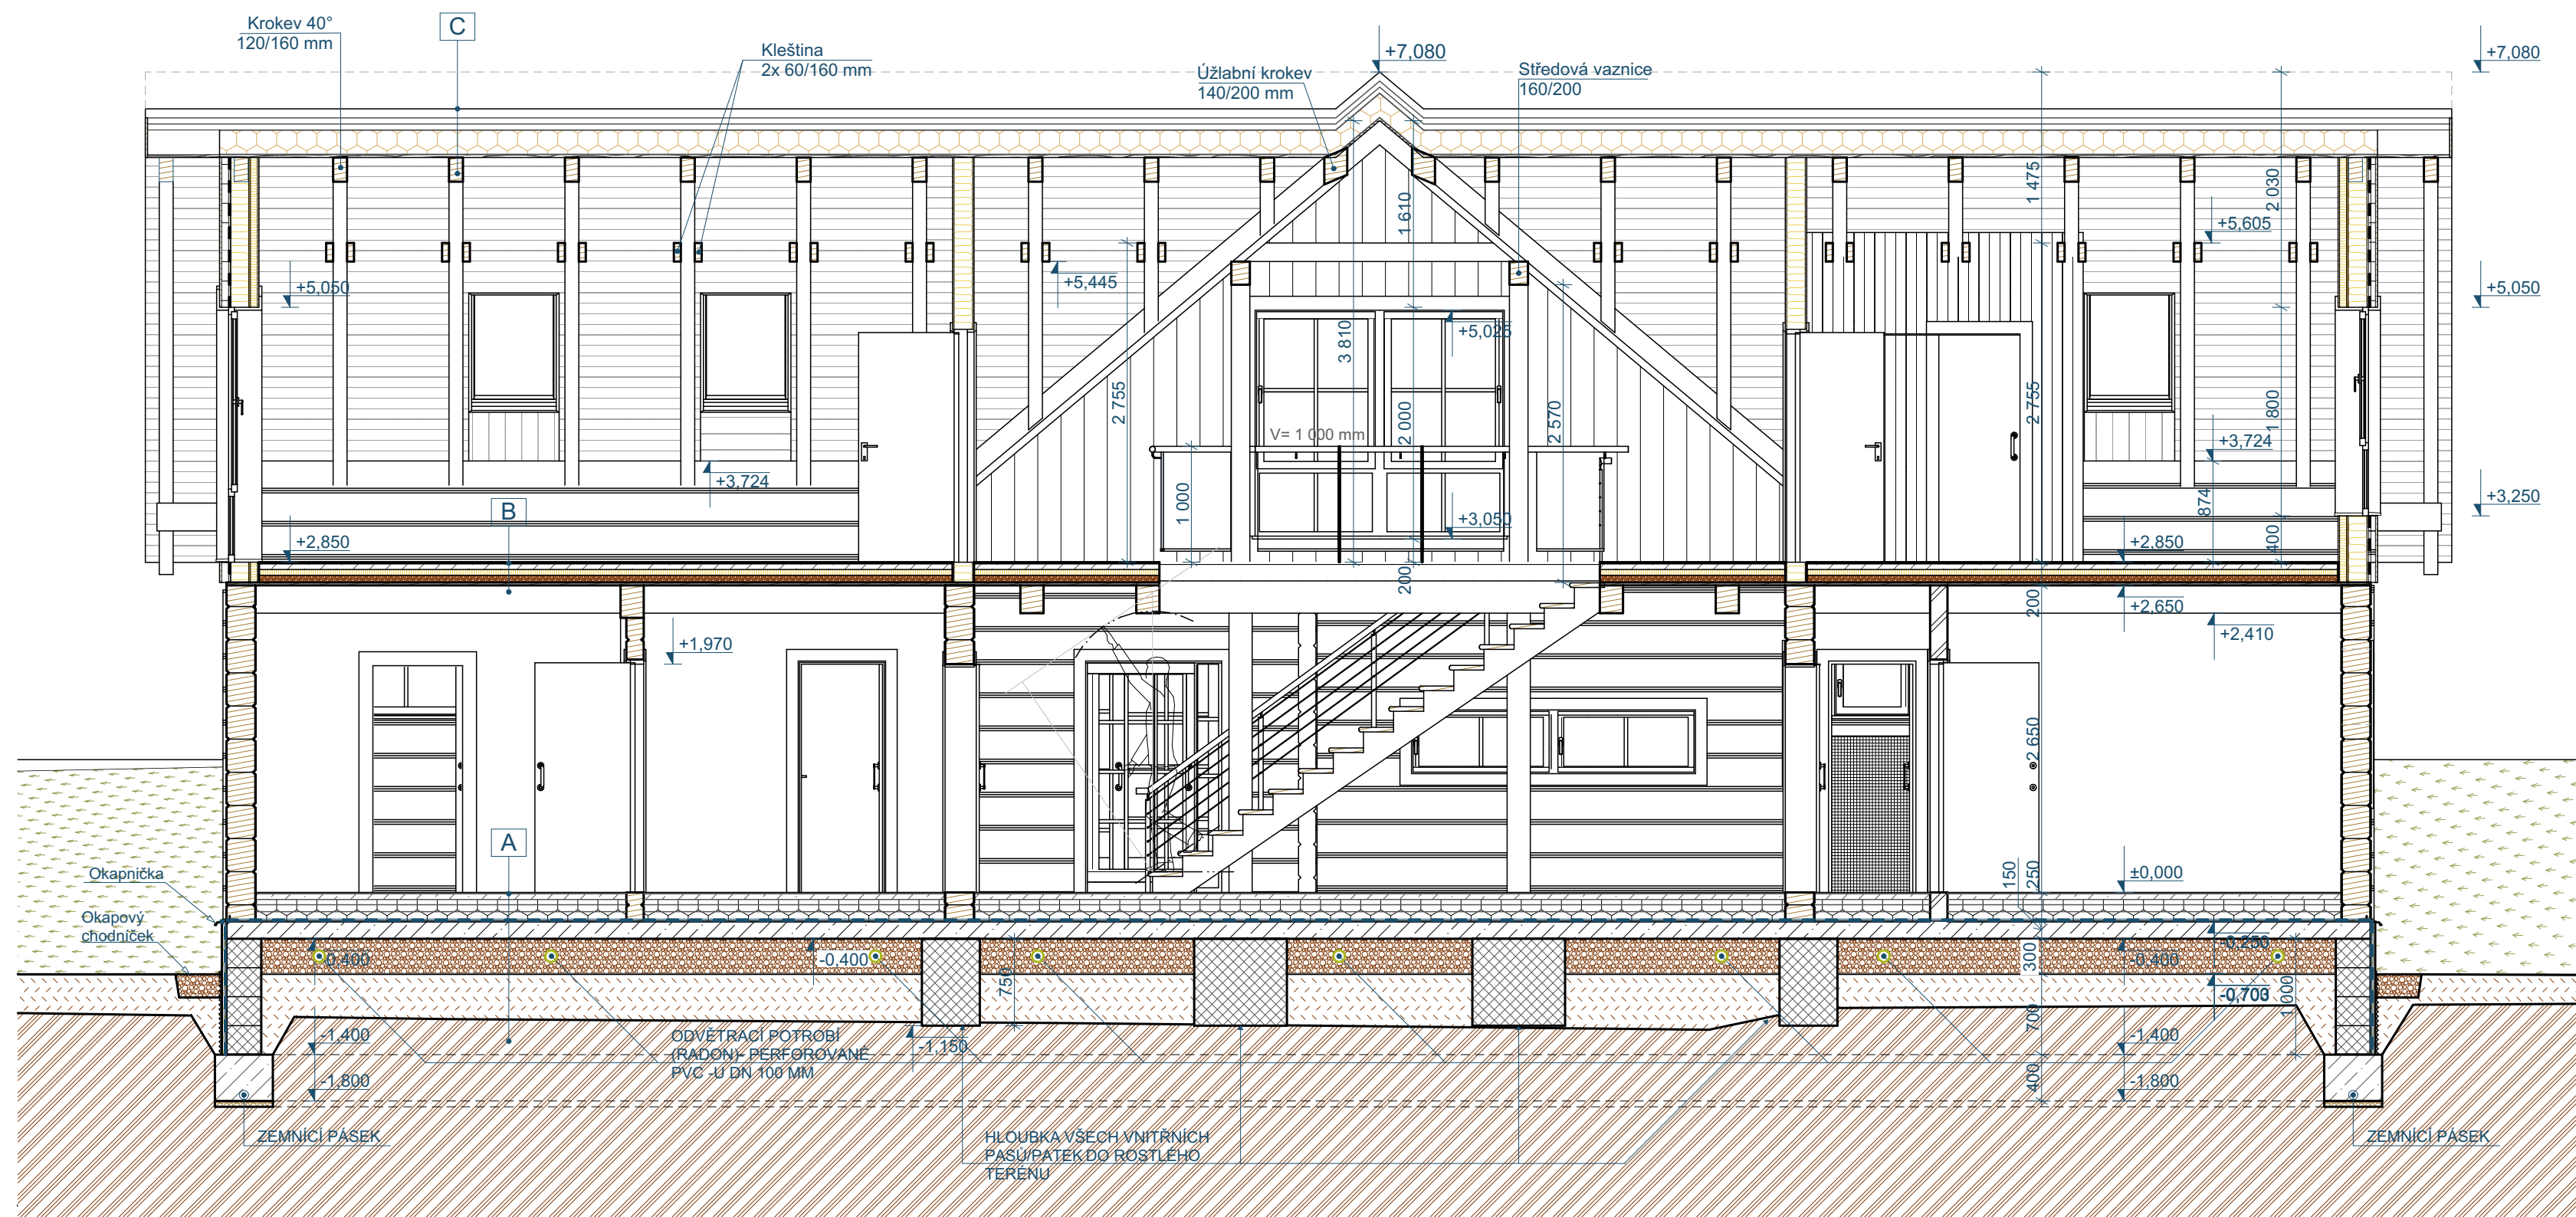 Krokev 40°
120/160 mm
C
Kleština
2x 60/160 mm
Úžlabní krokev
140/200 mm
+7,080
Středová vaznice
160/200
+7,080
1 475
2 030
1 610
+5,605
+5,050
+5,445
+5,050
+5,025
3 810
2 755
2 000
2 570
2 755
1 800
V= 1 000 mm
+3,724
+3,724
874
1 000
+3,250
B
+3,050
400
+2,850
+2,850
200
200
+2,650
+2,410
+1,970
2 650
A
Okapnička
±0,000
150
250
Okapový
chodníček
-0,400
-0,400
750
300
-0,250
-0,400
-0,700
1 000
700
-1,400
-1,150
-1,400
ODVĚTRACÍ POTROBÍ
(RADON)- PERFOROVANÉ
PVC -U DN 100 MM
-1,800
400
-1,800
ZEMNÍCÍ PÁSEK
HLOUBKA VŠECH VNITŘNÍCH
PASŮ/PATEK DO ROSTLÉHO
TERÉNU
ZEMNÍCÍ PÁSEK